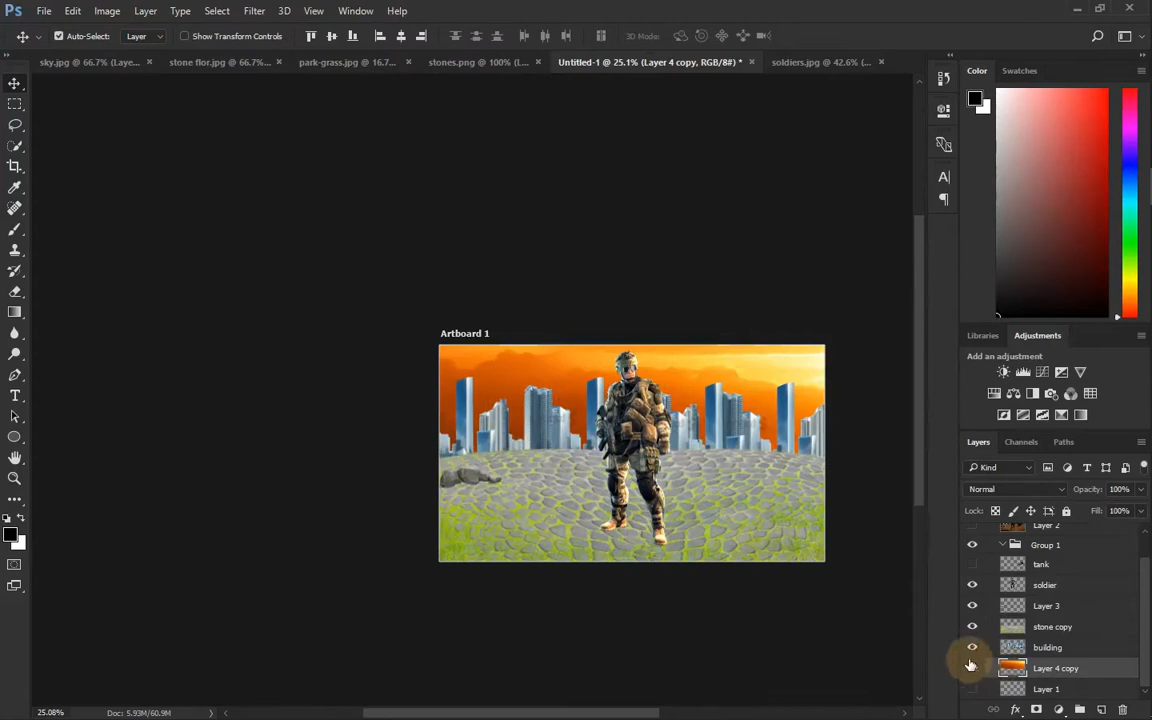 Ps File Edit Image Layer Type Select Filter 3D View Window Help
Auto-Select: Layer Show Transform Controls 3D Mode:
sky.jpg @ 66.7% (Laye... × stone flor.jpg @ 66.7%... × park-grass.jpg @ 16.7... × stones.png @ 100% (L... × Untitled-1 @ 25.1% (Layer 4 copy, RGB/8#) * × soldiers.jpg @ 42.6% (... ×
Color Swatches
Artboard 1
Libraries Adjustments
Add an adjustment
Layers Channels Paths
Kind
Normal Opacity: 100%
Lock: Fill: 100%
Layer 2
Group 1
tank
soldier
Layer 3
stone copy
building
Layer 4 copy
Layer 1
25.08% Doc: 5.93M/60.9M